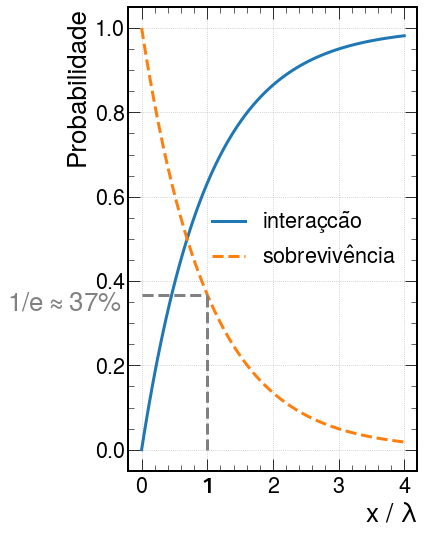 Probabilidade
1.0
0.8
0.6
0.4
0.2
0.0
1/e ≈ 37%
interaçcão
sobrevivência
0
1
2
3
4
x / λ